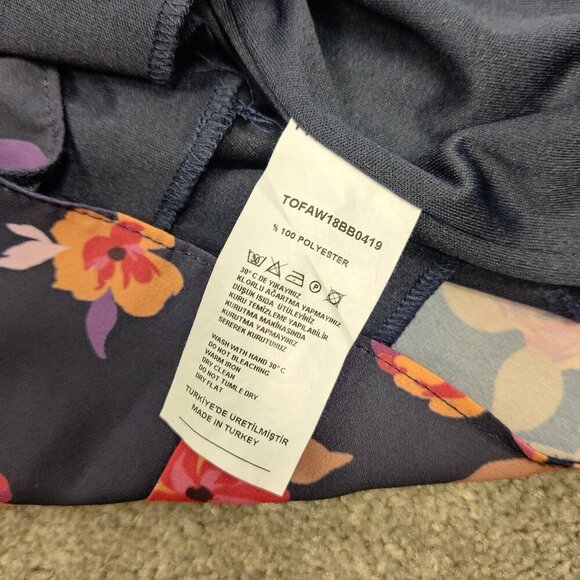 TOFAW18BB0419
% 100 POLYESTER
30
P
30° C DE YIKAYINIZ
KLORLU AĞARTMA YAPMAYINIZ
DÜŞÜK ISIDA ÜTÜLEYİNİZ
KURU TEMİZLEME YAPILABİLİR
KURUTMA MAKİNASINDA
KURUTMA YAPMAYINIZ
SEREREK KURUTUNUZ
WASH WITH HAND 30°C
DO NOT BLEACHING
WARM IRON
DRY CLEAN
DO NOT TUMLE DRY
DRY FLAT
TÜRKİYE'DE ÜRETİLMİŞTİR
MADE IN TURKEY